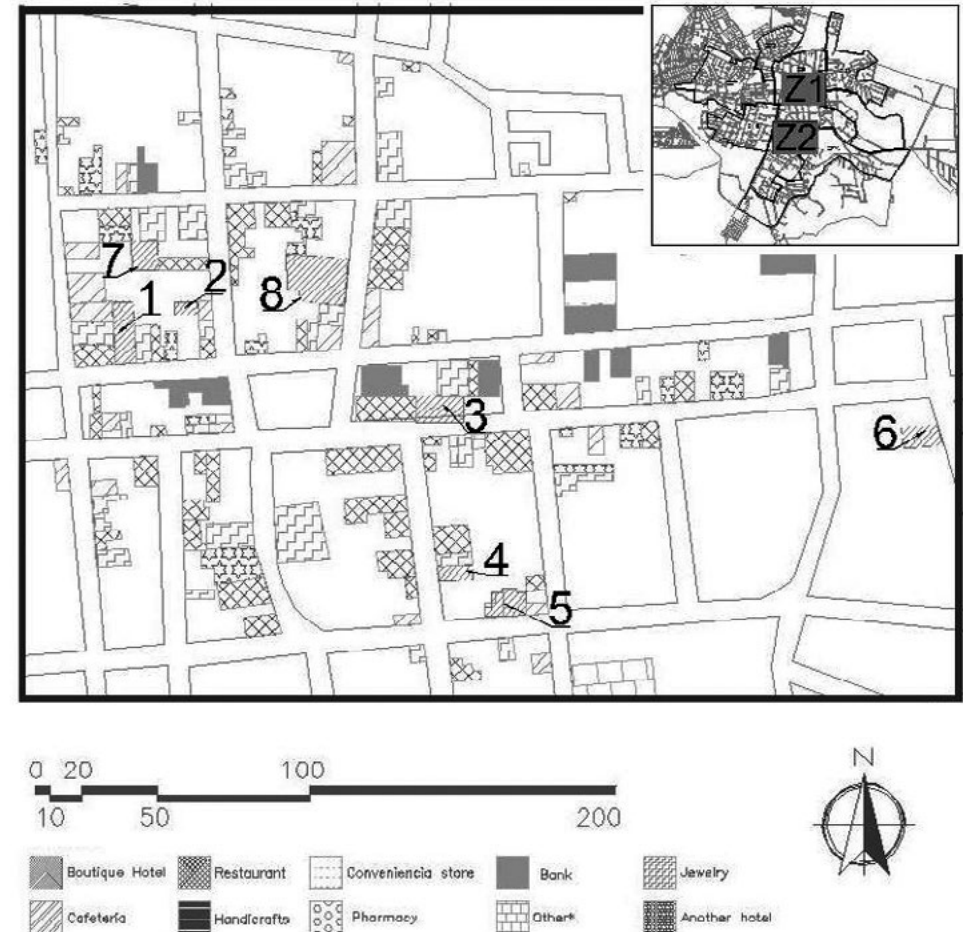 Z1
Z2
7
2
8
1
3
6
4
5
0 20 100
10 50 200
N
Boutique Hotel Restaurant Conveniencia store Bank Jewelry
Cafetería Handicrafts Pharmacy Other* Another hotel